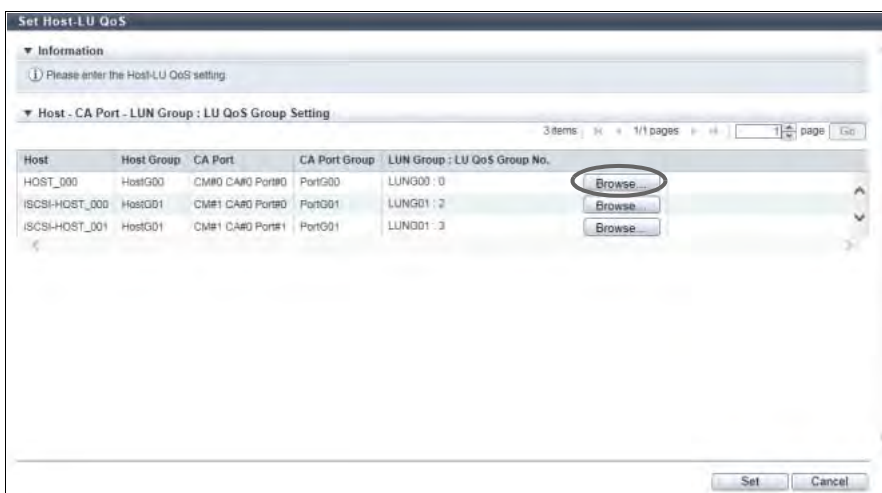 Set Host-LU QoS
Information
Please enter the Host-LU QoS setting.
Host - CA Port - LUN Group : LU QoS Group Setting
3 items 1/1 pages 1 page Go
Host Host Group CA Port CA Port Group LUN Group : LU QoS Group No.
HOST_000 HostG00 CM#0 CA#0 Port#0 PortG00 LUNG00 : 0 Browse...
ISCSI-HOST_000 HostG01 CM#1 CA#0 Port#0 PortG01 LUNG01 : 2 Browse...
ISCSI-HOST_001 HostG01 CM#1 CA#0 Port#1 PortG01 LUNG01 : 3 Browse...
Set Cancel